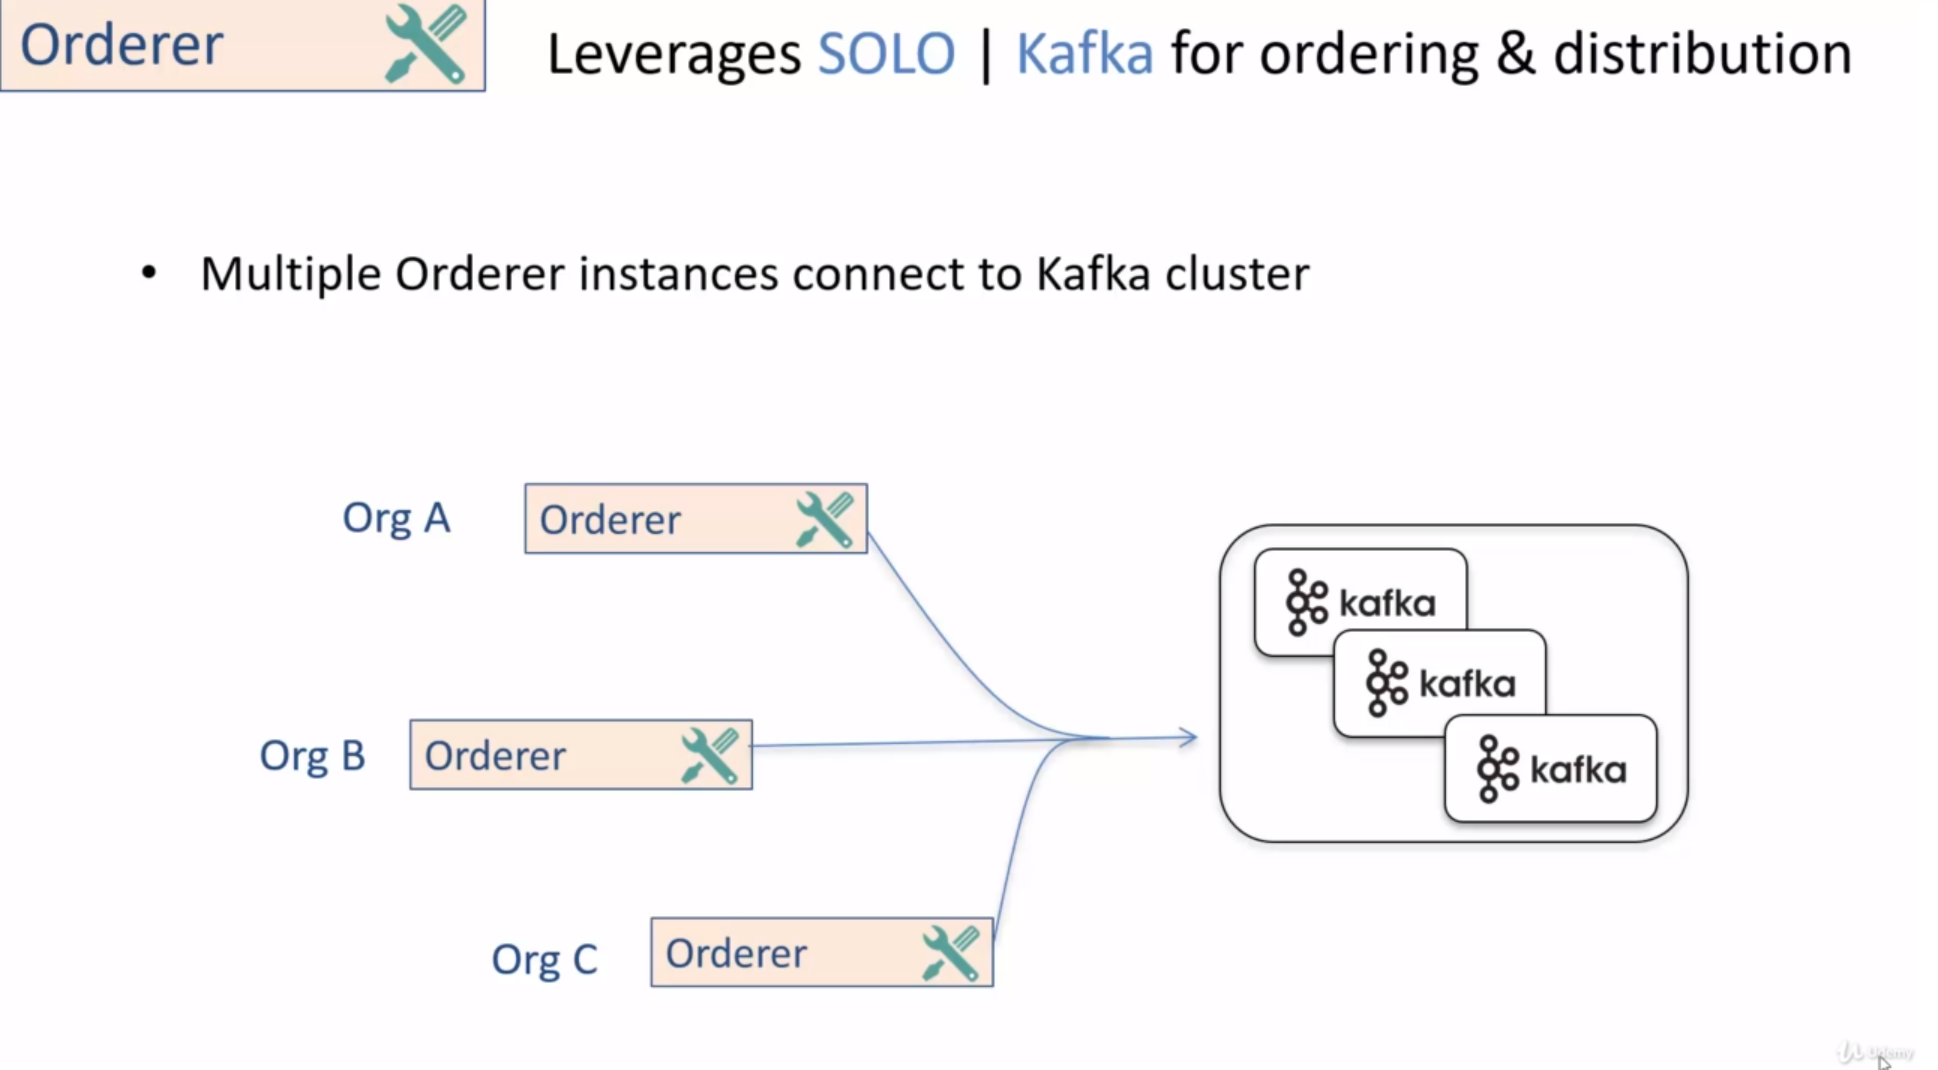 Orderer
Leverages SOLO | Kafka for ordering & distribution
• Multiple Orderer instances connect to Kafka cluster
Org A
Orderer
kafka
kafka
Org B
Orderer
kafka
Org C
Orderer
Udemy